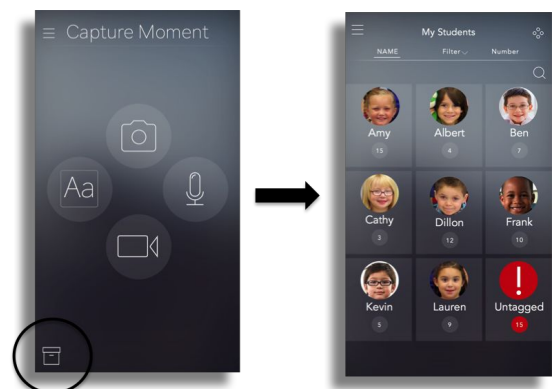 Capture Moment
Aa
My Students
NAME Filter Number
Amy Albert Ben
15 4 7
Cathy Dillon Frank
3 12 10
Kevin Lauren Untagged
5 9 15